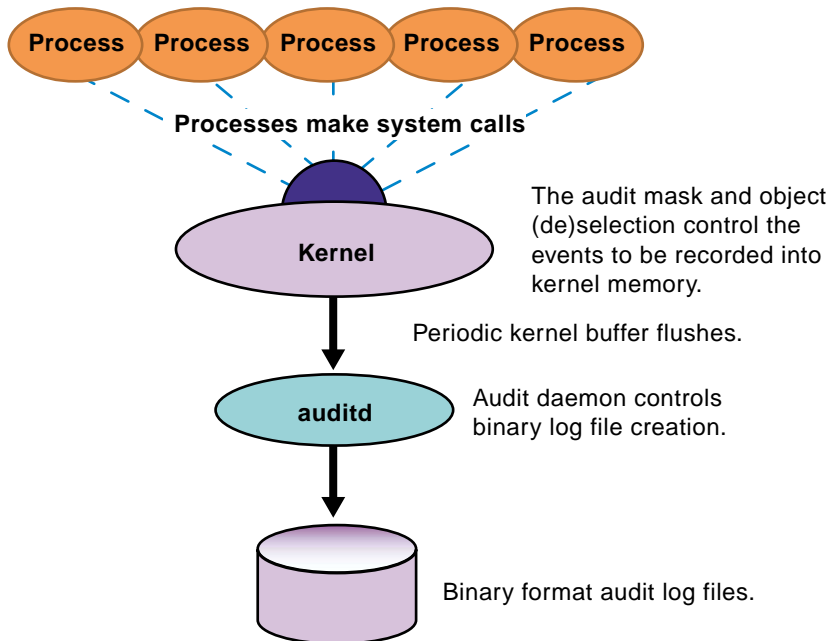 Process Process Process Process Process
Processes make system calls
The audit mask and object
(de)selection control the
events to be recorded into
kernel memory.
Kernel
Periodic kernel buffer flushes.
auditd
Audit daemon controls
binary log file creation.
Binary format audit log files.